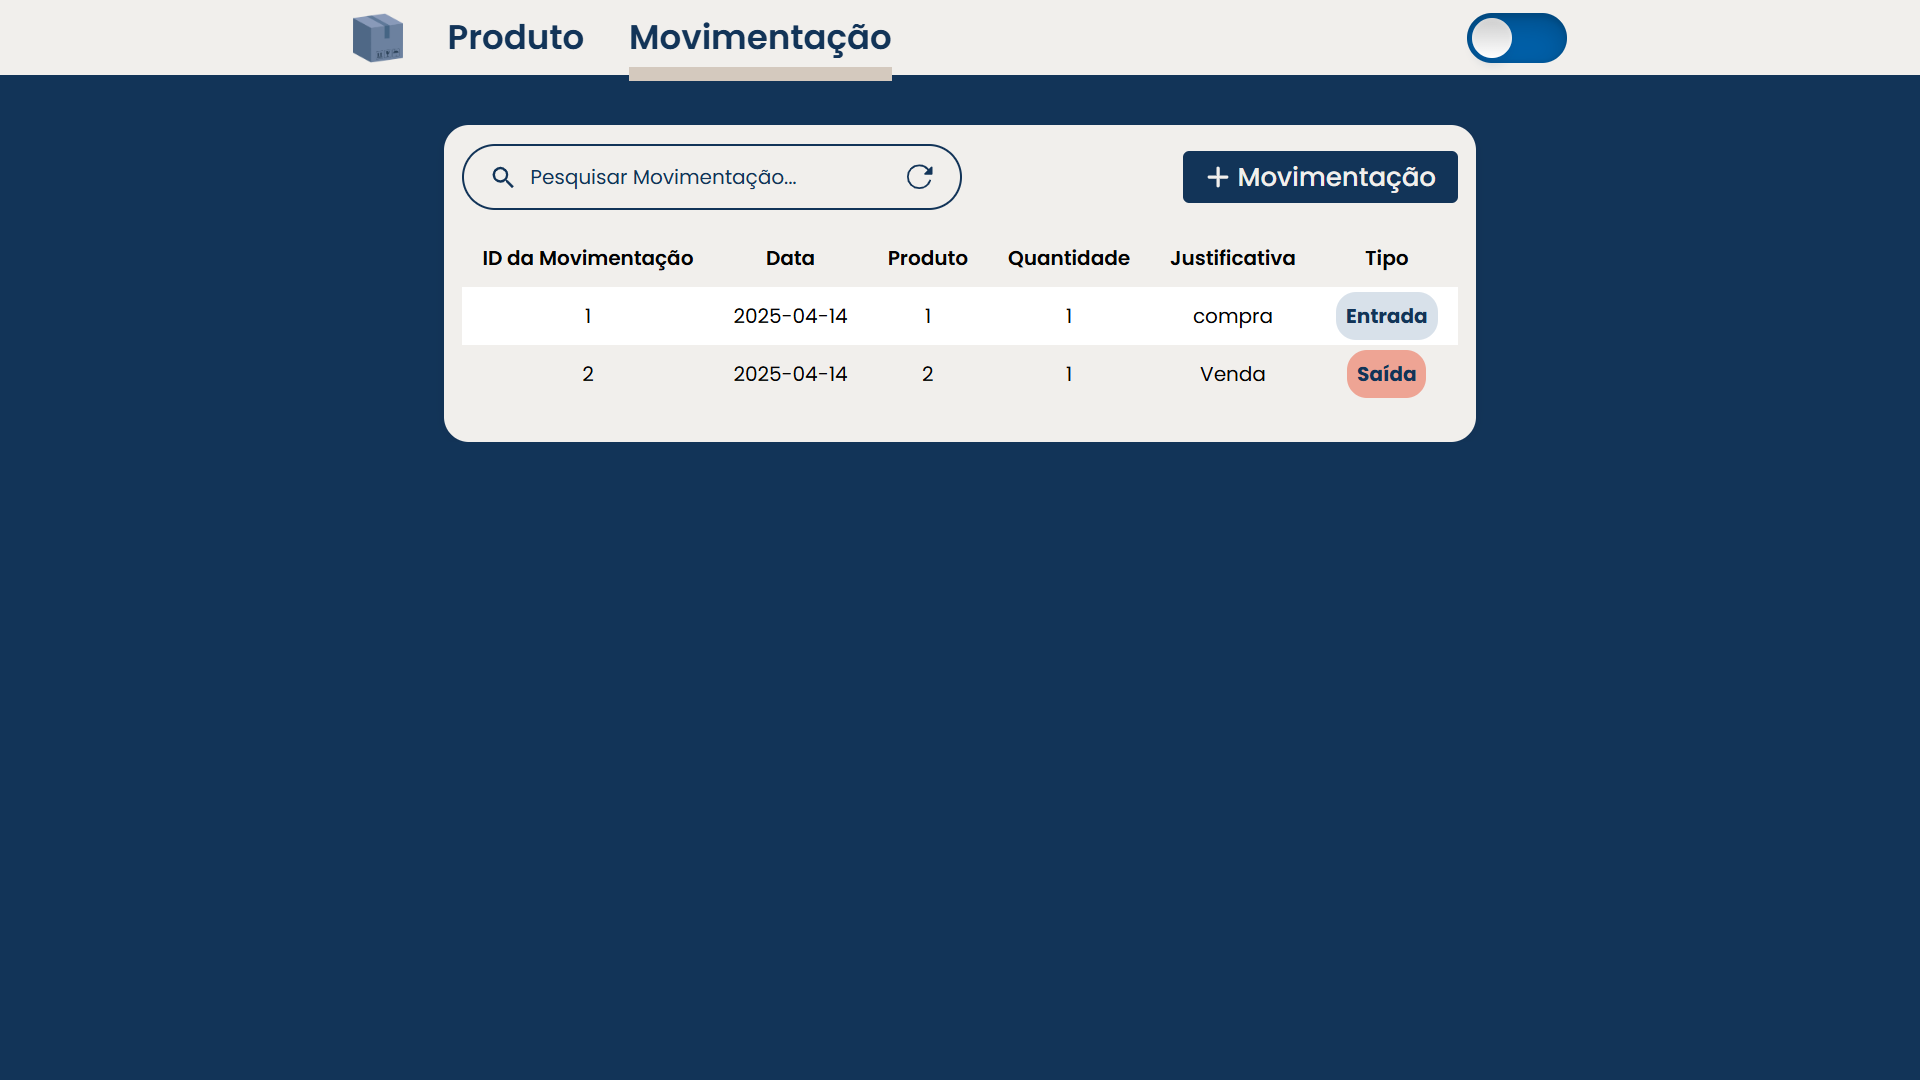 Produto Movimentação
Pesquisar Movimentação...
+ Movimentação
ID da Movimentação Data Produto Quantidade Justificativa Tipo
1 2025-04-14 1 1 compra Entrada
2 2025-04-14 2 1 Venda Saída